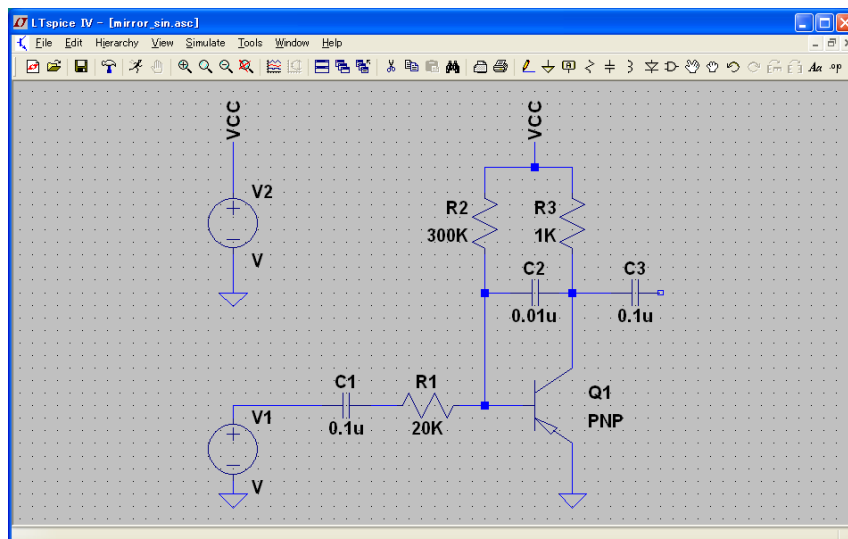 LTspice IV - [mirror_sin.asc]
File Edit Hierarchy View Simulate Tools Window Help
Aa .op
VCC
VCC
V2
V
R2
300K
R3
1K
C2
0.01u
C3
0.1u
C1
0.1u
R1
20K
Q1
PNP
V1
V